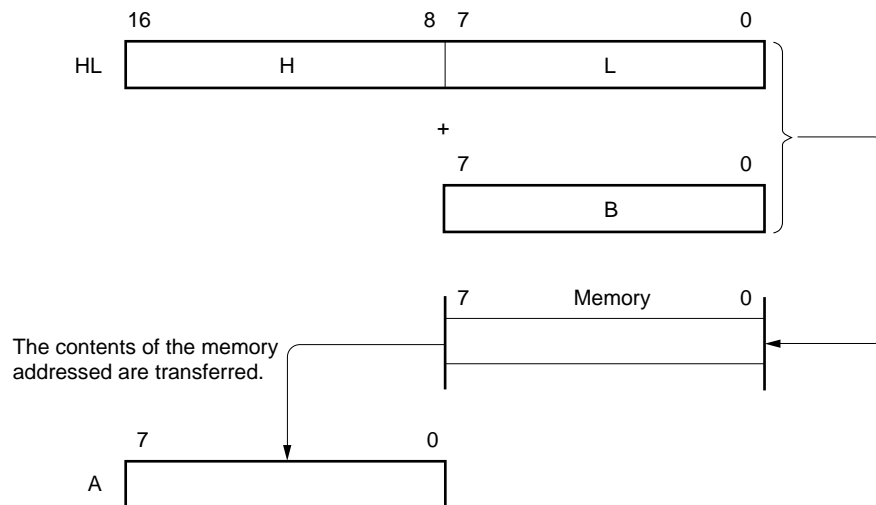 16 8 7 0
HL H L
+
7 0
B
7 Memory 0
The contents of the memory
addressed are transferred.
7 0
A